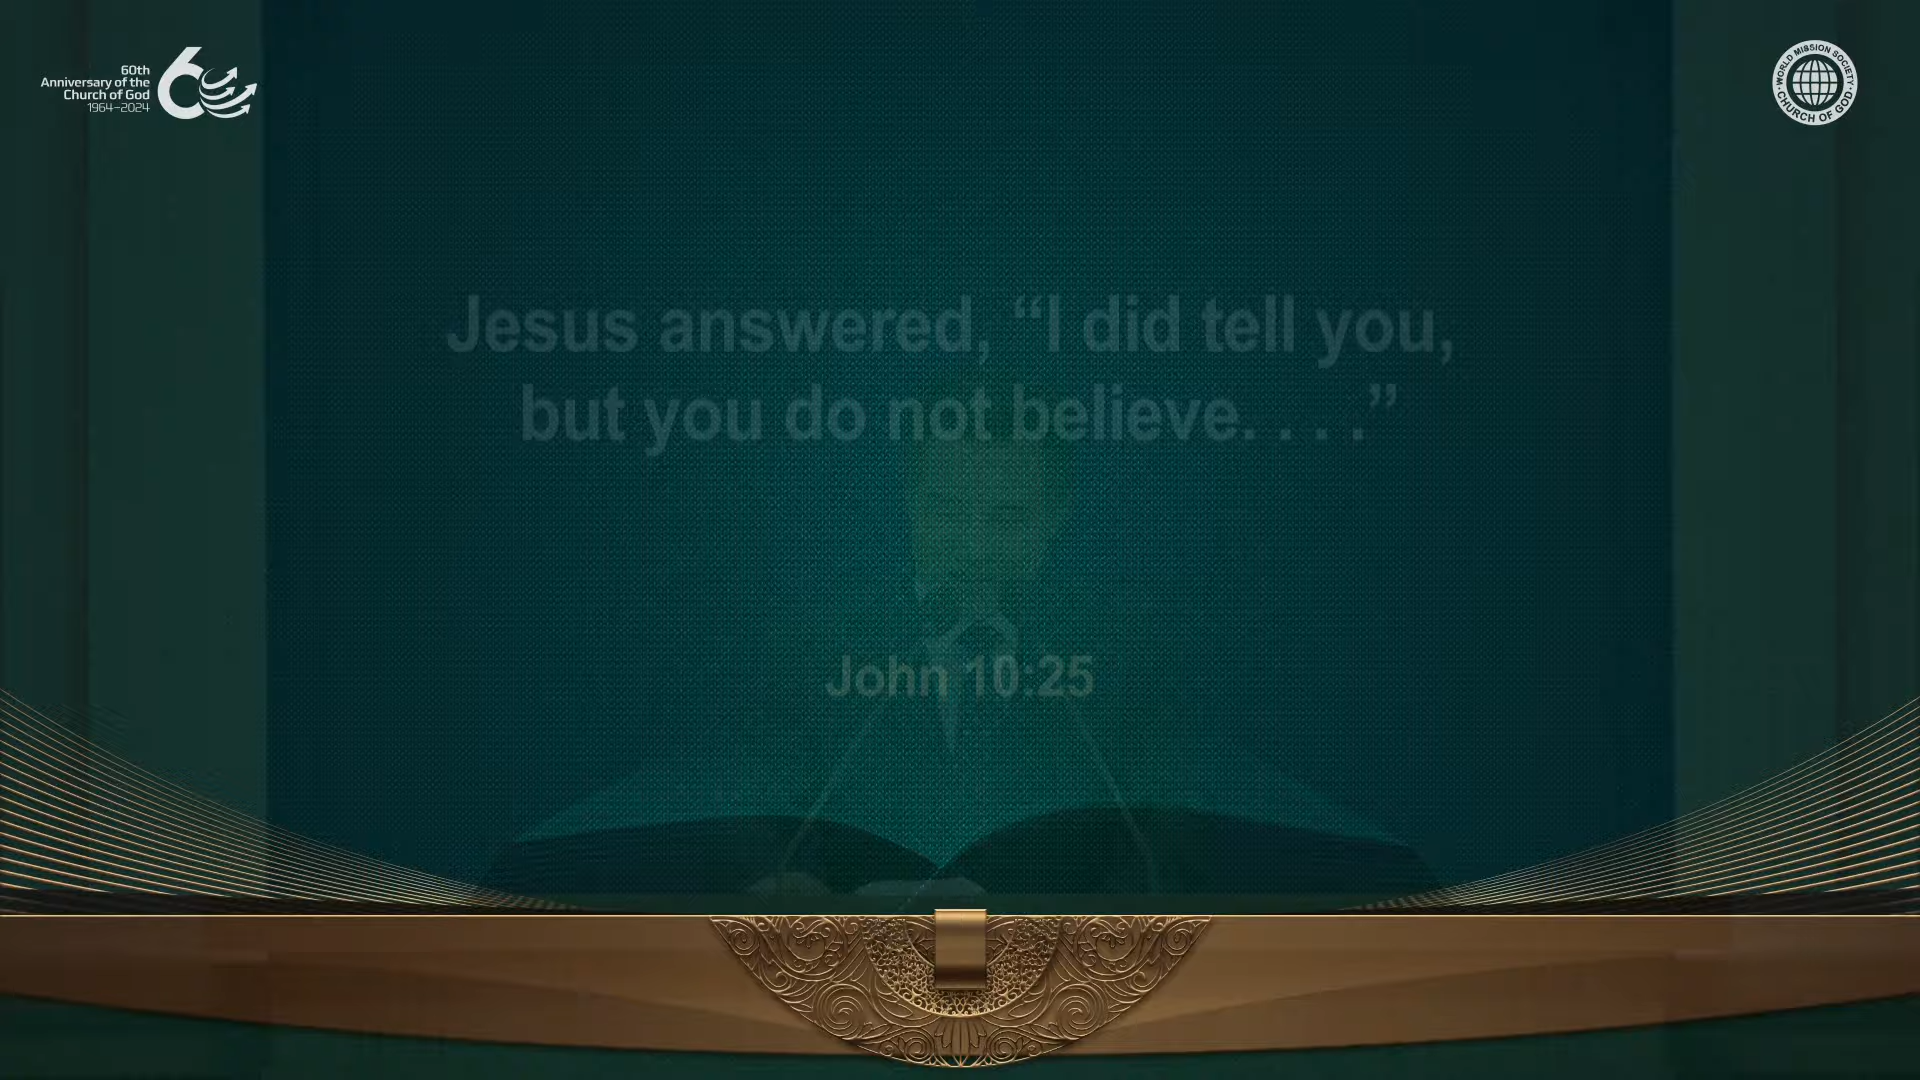 60th
Anniversary of the
Church of God
1964–2024
60
WORLD MISSION SOCIETY
CHURCH OF GOD
Jesus answered, “I did tell you,
but you do not believe. . . .”
John 10:25